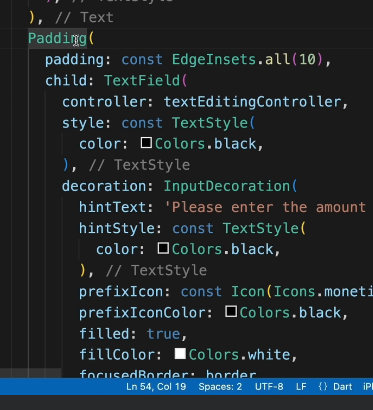 ), // Text
Padding(
padding: const EdgeInsets.all(10),
child: TextField(
controller: textEditingController,
style: const TextStyle(
color: Colors.black,
), // TextStyle
decoration: InputDecoration(
hintText: 'Please enter the amount
hintStyle: const TextStyle(
color: Colors.black,
), // TextStyle
prefixIcon: const Icon(Icons.moneti
prefixIconColor: Colors.black,
filled: true,
fillColor: Colors.white,
focusedBorder: border,
Ln 54, Col 19 Spaces: 2 UTF-8 LF {} Dart iP